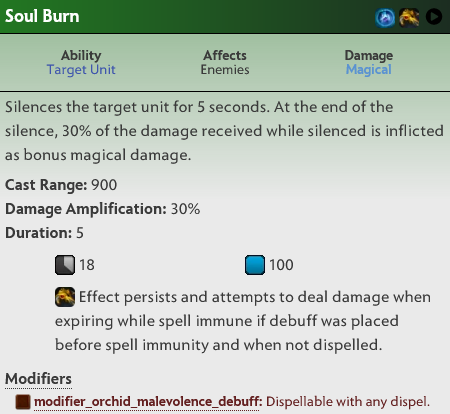 Soul Burn
Ability Affects Damage
Target Unit Enemies Magical
Silences the target unit for 5 seconds. At the end of the
silence, 30% of the damage received while silenced is inflicted
as bonus magical damage.
Cast Range: 900
Damage Amplification: 30%
Duration: 5
18 100
Effect persists and attempts to deal damage when
expiring while spell immune if debuff was placed
before spell immunity and when not dispelled.
Modifiers
modifier_orchid_malevolence_debuff: Dispellable with any dispel.